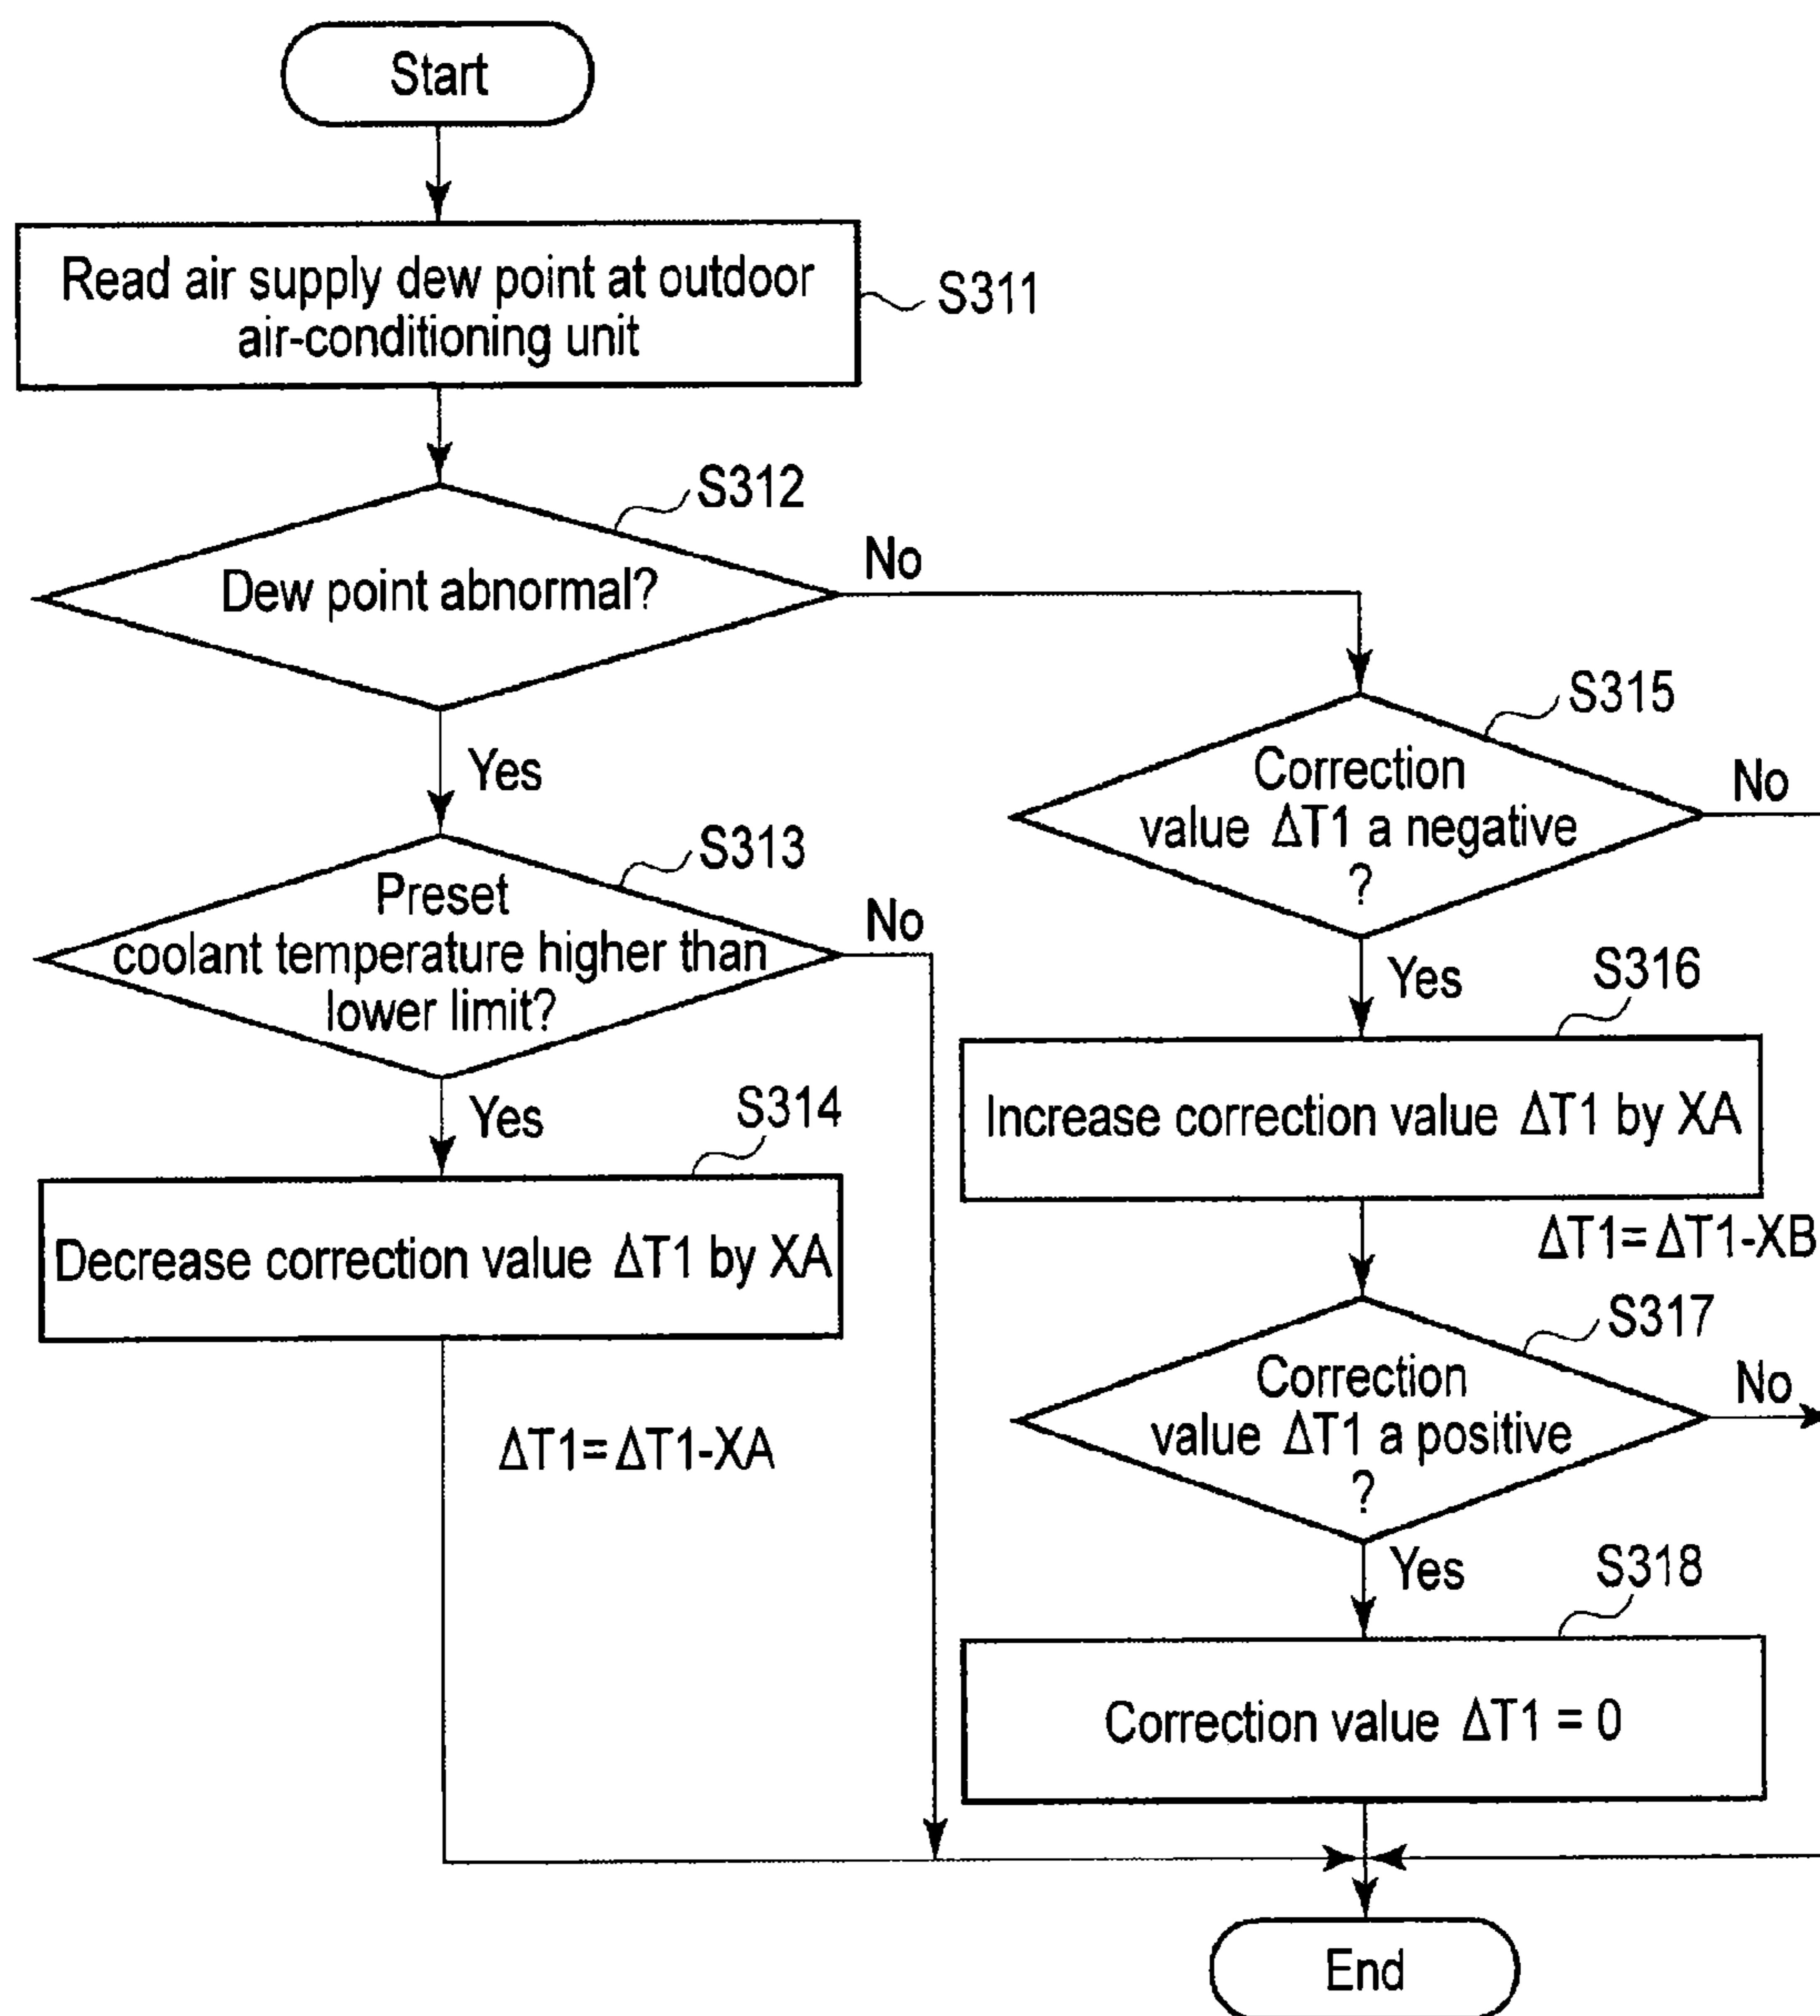 Start
Read air supply dew point at outdoor
air-conditioning unit
S311
S312
Dew point abnormal?
No
Yes
S313
Preset
coolant temperature higher than
lower limit?
No
Yes
S314
Decrease correction value ΔT1 by XA
ΔT1= ΔT1-XA
S315
Correction
value ΔT1 a negative
?
No
Yes
S316
Increase correction value ΔT1 by XA
ΔT1= ΔT1-XB
S317
Correction
value ΔT1 a positive
?
No
Yes
S318
Correction value ΔT1 = 0
End